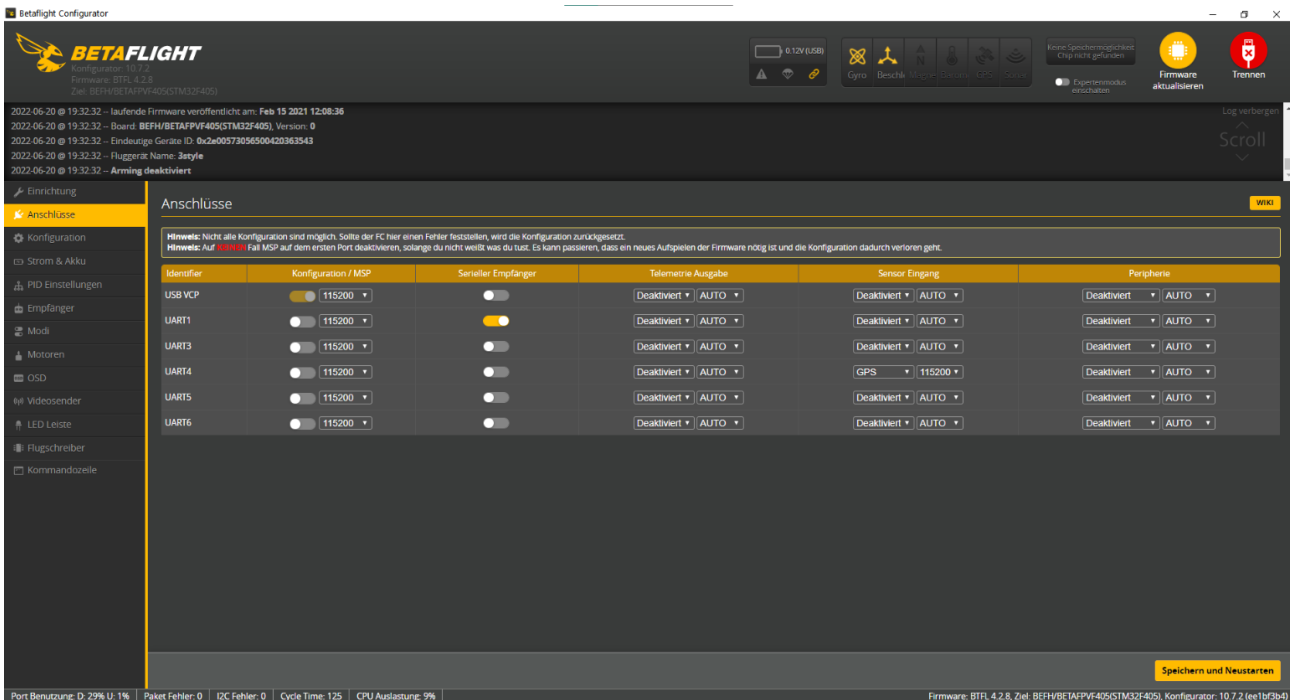 Betaflight Configurator
BETAFLIGHT
Konfigurator: 10.7.2
Firmware: BTFL 4.2.8
Ziel: BEFH/BETAFPVF405(STM32F405)
0.12V (USB)
Gyro Beschl GPS Sonar
Keine Speichermöglichkeit
Chip nicht gefunden
Expertenmodus
einschalten
Firmware
aktualisieren
Trennen
2022-06-20 @ 19:32:32 -- laufende Firmware veröffentlicht am: Feb 15 2021 12:08:36
2022-06-20 @ 19:32:32 -- Board: BEFH/BETAFPVF405(STM32F405), Version: 0
2022-06-20 @ 19:32:32 -- Eindeutige Geräte ID: 0x2e00573056500420363543
2022-06-20 @ 19:32:32 -- Fluggerät Name: 3style
2022-06-20 @ 19:32:32 -- Arming deaktiviert
Log verbergen
Scroll
Einrichtung
Anschlüsse
Konfiguration
Strom & Akku
PID Einstellungen
Empfänger
Modi
Motoren
OSD
Videosender
LED Leiste
Flugschreiber
Kommandozeile
Anschlüsse
WIKI
Hinweis: Nicht alle Konfiguration sind möglich. Sollte der FC hier einen Fehler feststellen, wird die Konfiguration zurückgesetzt.
Hinweis: Auf Fall MSP auf dem ersten Port deaktivieren, solange du nicht weißt was du tust. Es kann passieren, dass ein neues Aufspielen der Firmware nötig ist und die Konfiguration dadurch verloren geht.
Identifier Konfiguration / MSP Serieller Empfänger Telemetrie Ausgabe Sensor Eingang Peripherie
USB VCP 115200 Deaktiviert AUTO Deaktiviert AUTO Deaktiviert AUTO
UART1 115200 Deaktiviert AUTO Deaktiviert AUTO Deaktiviert AUTO
UART3 115200 Deaktiviert AUTO Deaktiviert AUTO Deaktiviert AUTO
UART4 115200 Deaktiviert AUTO GPS 115200 Deaktiviert AUTO
UART5 115200 Deaktiviert AUTO Deaktiviert AUTO Deaktiviert AUTO
UART6 115200 Deaktiviert AUTO Deaktiviert AUTO Deaktiviert AUTO
Speichern und Neustarten
Port Benutzung: D: 29% U: 1% Paket Fehler: 0 I2C Fehler: 0 Cycle Time: 125 CPU Auslastung: 9%
Firmware: BTFL 4.2.8, Ziel: BEFH/BETAFPVF405(STM32F405), Konfigurator: 10.7.2 (ee1bf3b4)